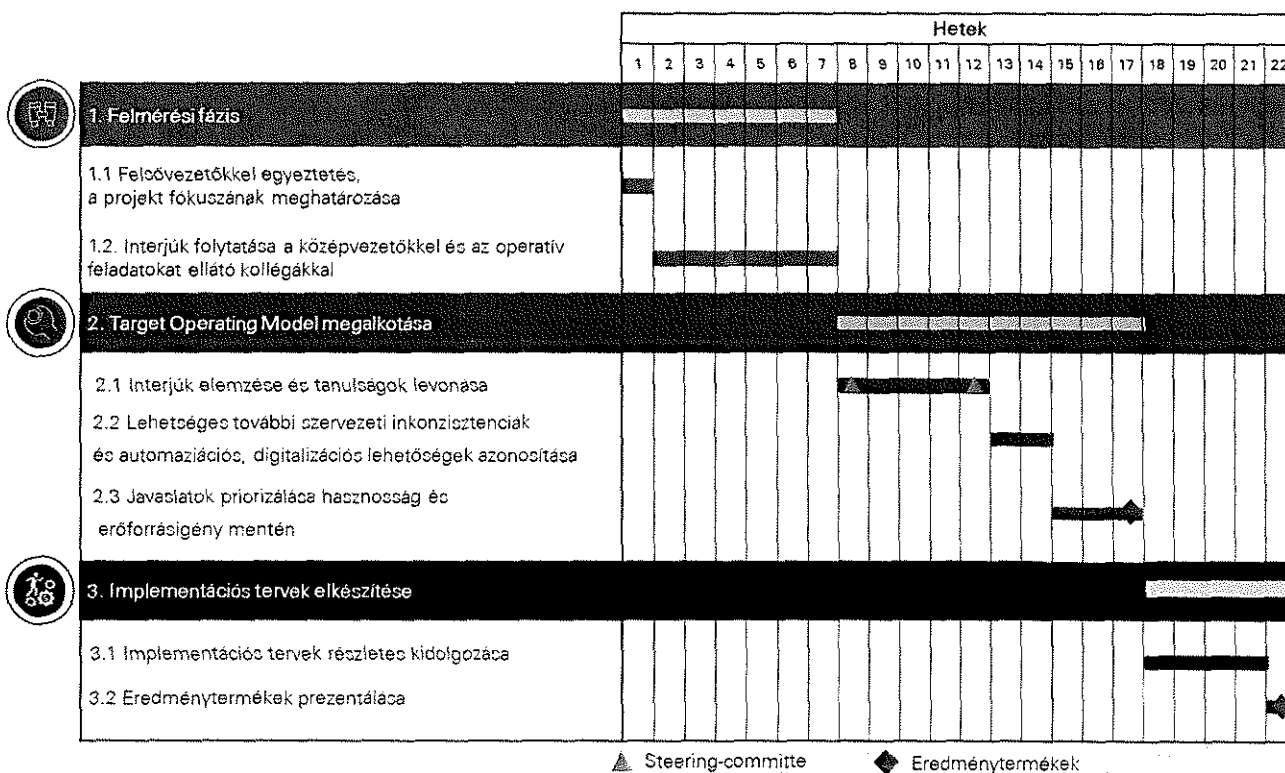 Hetek
1 2 3 4 5 6 7 8 9 10 11 12 13 14 15 16 17 18 19 20 21 22
1. Felmérési fázis
1.1 Felsővezetőkkel egyeztetés,
a projekt fókuszának meghatározása
1.2. Interjúk folytatása a középvezetőkkel és az operatív
feladatokat ellátó kollégákkal
2. Target Operating Model megalkotása
2.1 Interjúk elemzése és tanulságok levonása
2.2 Lehetséges további szervezeti inkonzisztenciák
és automaziációs, digitalizációs lehetőségek azonosítása
2.3 Javaslatok priorizálása hasznosság és
erőforrásigény mentén
3. Implementációs tervek elkészítése
3.1 Implementációs tervek részletes kidolgozása
3.2 Eredménytermékek prezentálása
Steering-committe
Eredménytermékek